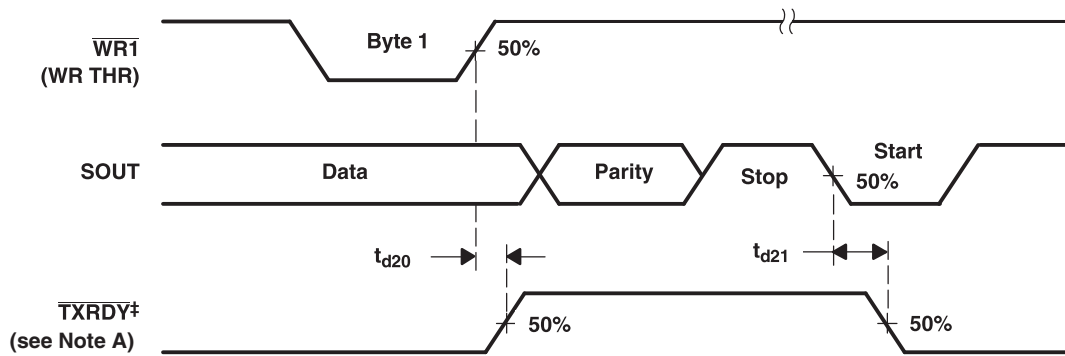 WR1
(WR THR)
Byte 1
50%
SOUT
Data
Parity
Stop
Start
50%
td20
td21
TXRDY‡
(see Note A)
50%
50%